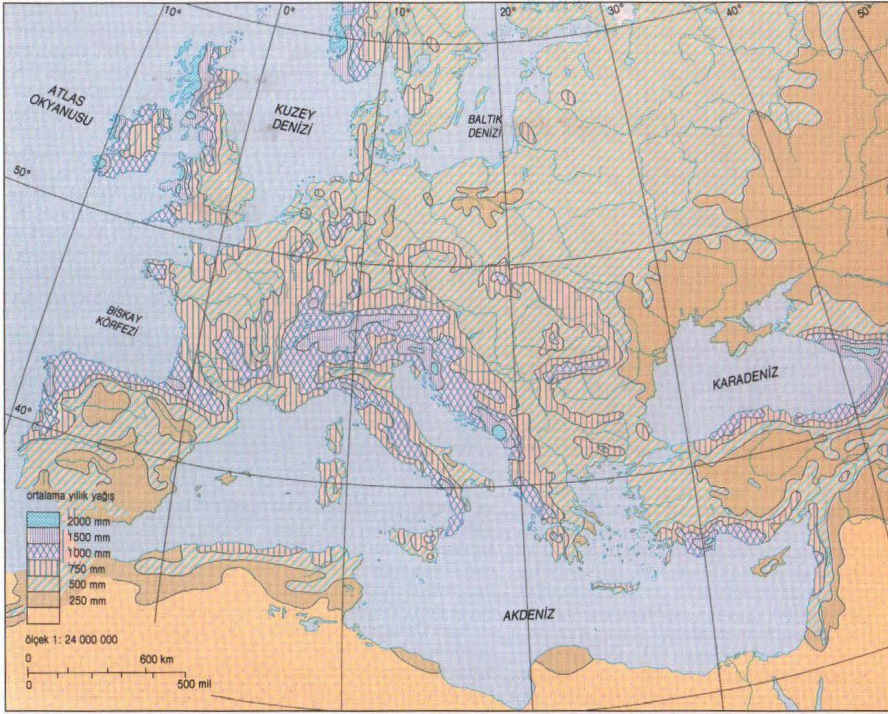 10°
0°
10°
20°
30°
40°
50°
ATLAS
OKYANUSU
KUZEY
DENİZİ
BALTIK
DENİZİ
50°
BİSKAY
KÖRFEZİ
KARADENİZ
40°
ortalama yıllık yağış
2000 mm
1500 mm
1000 mm
750 mm
500 mm
250 mm
AKDENİZ
ölçek 1: 24 000 000
0 600 km
0 500 mil